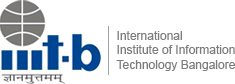 iiit-b
ज्ञानमुत्तमम्
International
Institute of Information
Technology Bangalore